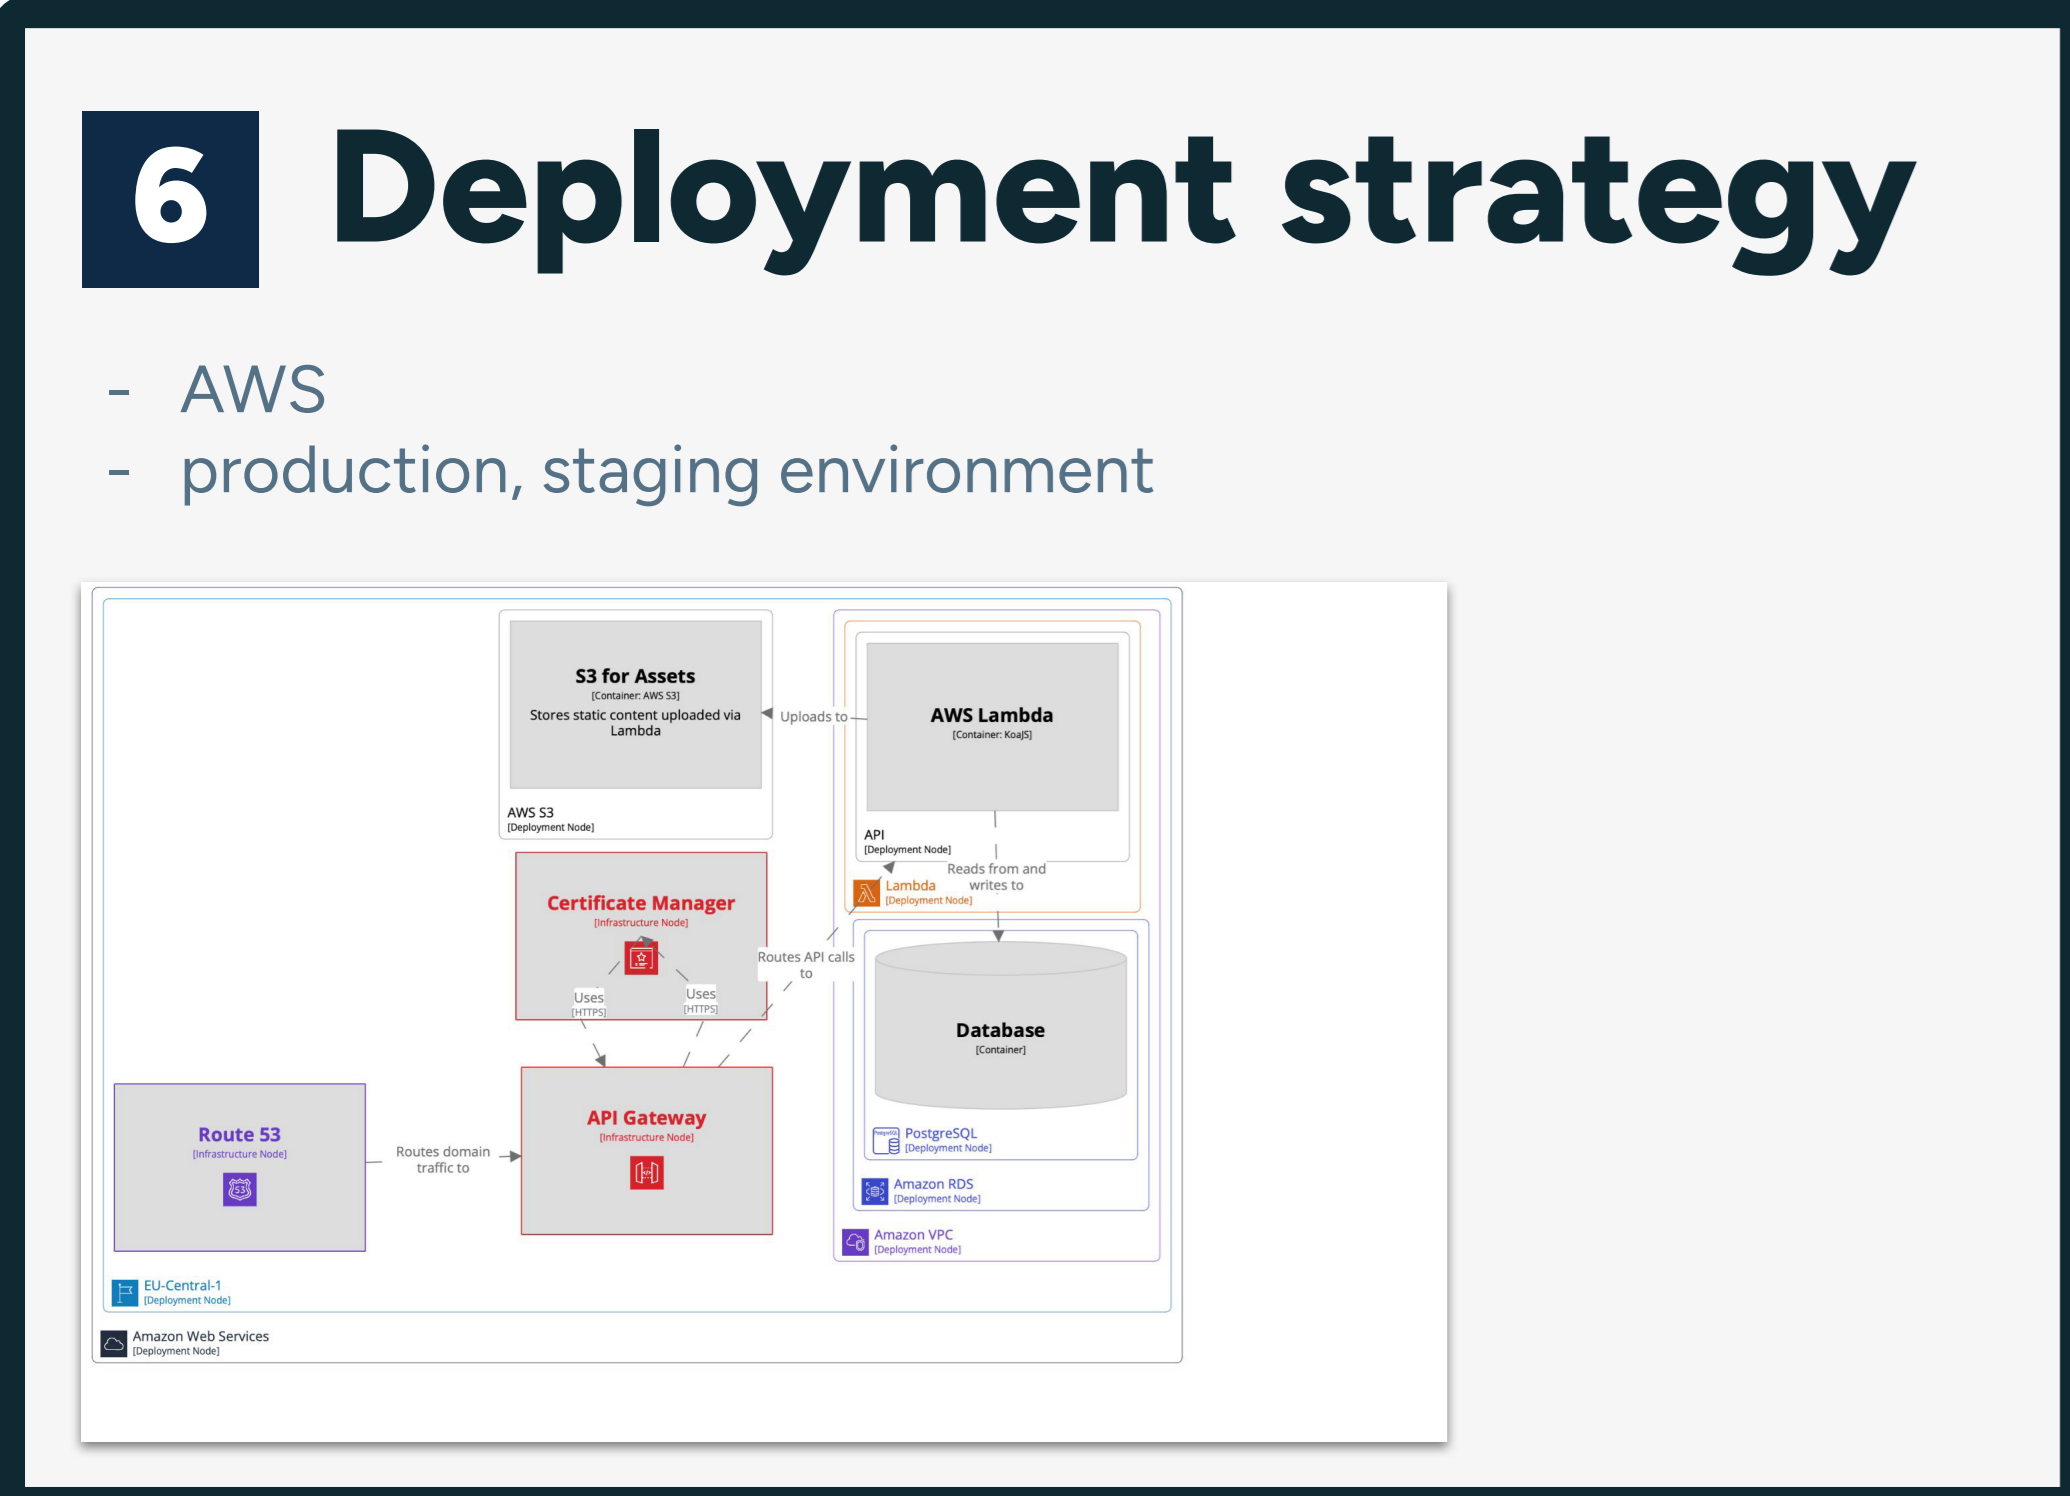 6 Deployment strategy
- AWS
- production, staging environment
S3 for Assets
[Container: AWS S3]
Stores static content uploaded via
Lambda
AWS S3
[Deployment Node]
Uploads to
AWS Lambda
[Container: KoaJS]
API
[Deployment Node]
Reads from and
writes to
Lambda
[Deployment Node]
Certificate Manager
[Infrastructure Node]
Uses
[HTTPS]
Uses
[HTTPS]
Routes API calls
to
Database
[Container]
PostgreSQL
PostgreSQL
[Deployment Node]
Amazon RDS
[Deployment Node]
Amazon VPC
[Deployment Node]
Route 53
[Infrastructure Node]
53
Routes domain
traffic to
API Gateway
[Infrastructure Node]
EU-Central-1
[Deployment Node]
Amazon Web Services
[Deployment Node]